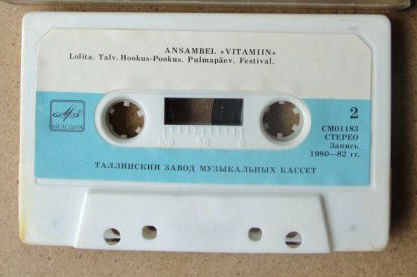 ANSAMBEL «VITAMIIN»
Lolita. Talv. Hookus-Pookus. Pulmapäev. Festival.
2
СМ01183
СТЕРЕО
Запись
1980—82 гг.
ТАЛЛИНСКИЙ ЗАВОД МУЗЫКАЛЬНЫХ КАССЕТ